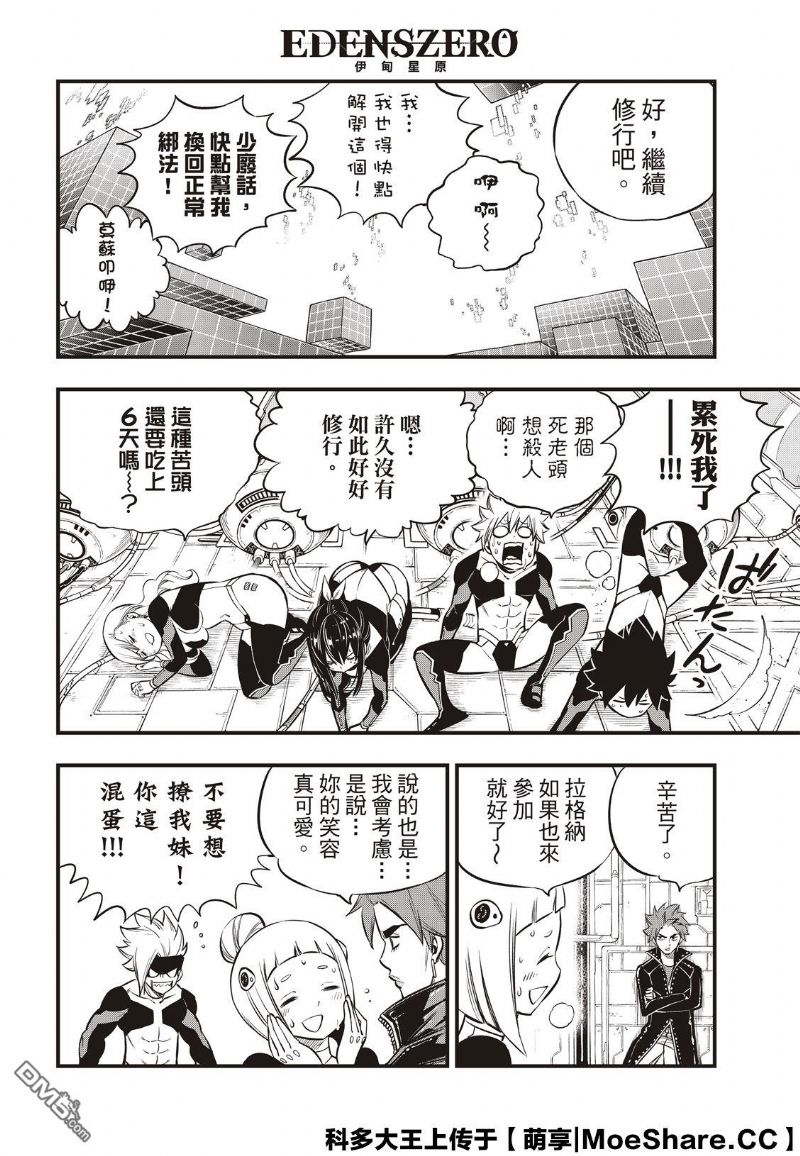 EDENSZERO
伊甸星原
好，繼續
修行吧。
咿
啊
～
我…
我也得快點
解開這個！
少廢話，
快點幫我
換回正常
綁法！
莫蘇叩咿！
累死我了
——!!!
那個
死老頭
想殺人
啊…
嗯…
許久沒有
如此好好
修行。
這種苦頭
還要吃上
6天嗎～？
ばたんっ
辛苦了。
拉格納
如果也來
參加
就好了～
說的也是…
我會考慮…
是說…
妳的笑容
真可愛。
不要想
撩我妹！
你這
混蛋!!!
DM5.com
科多大王上传于【萌享|MoeShare.CC】